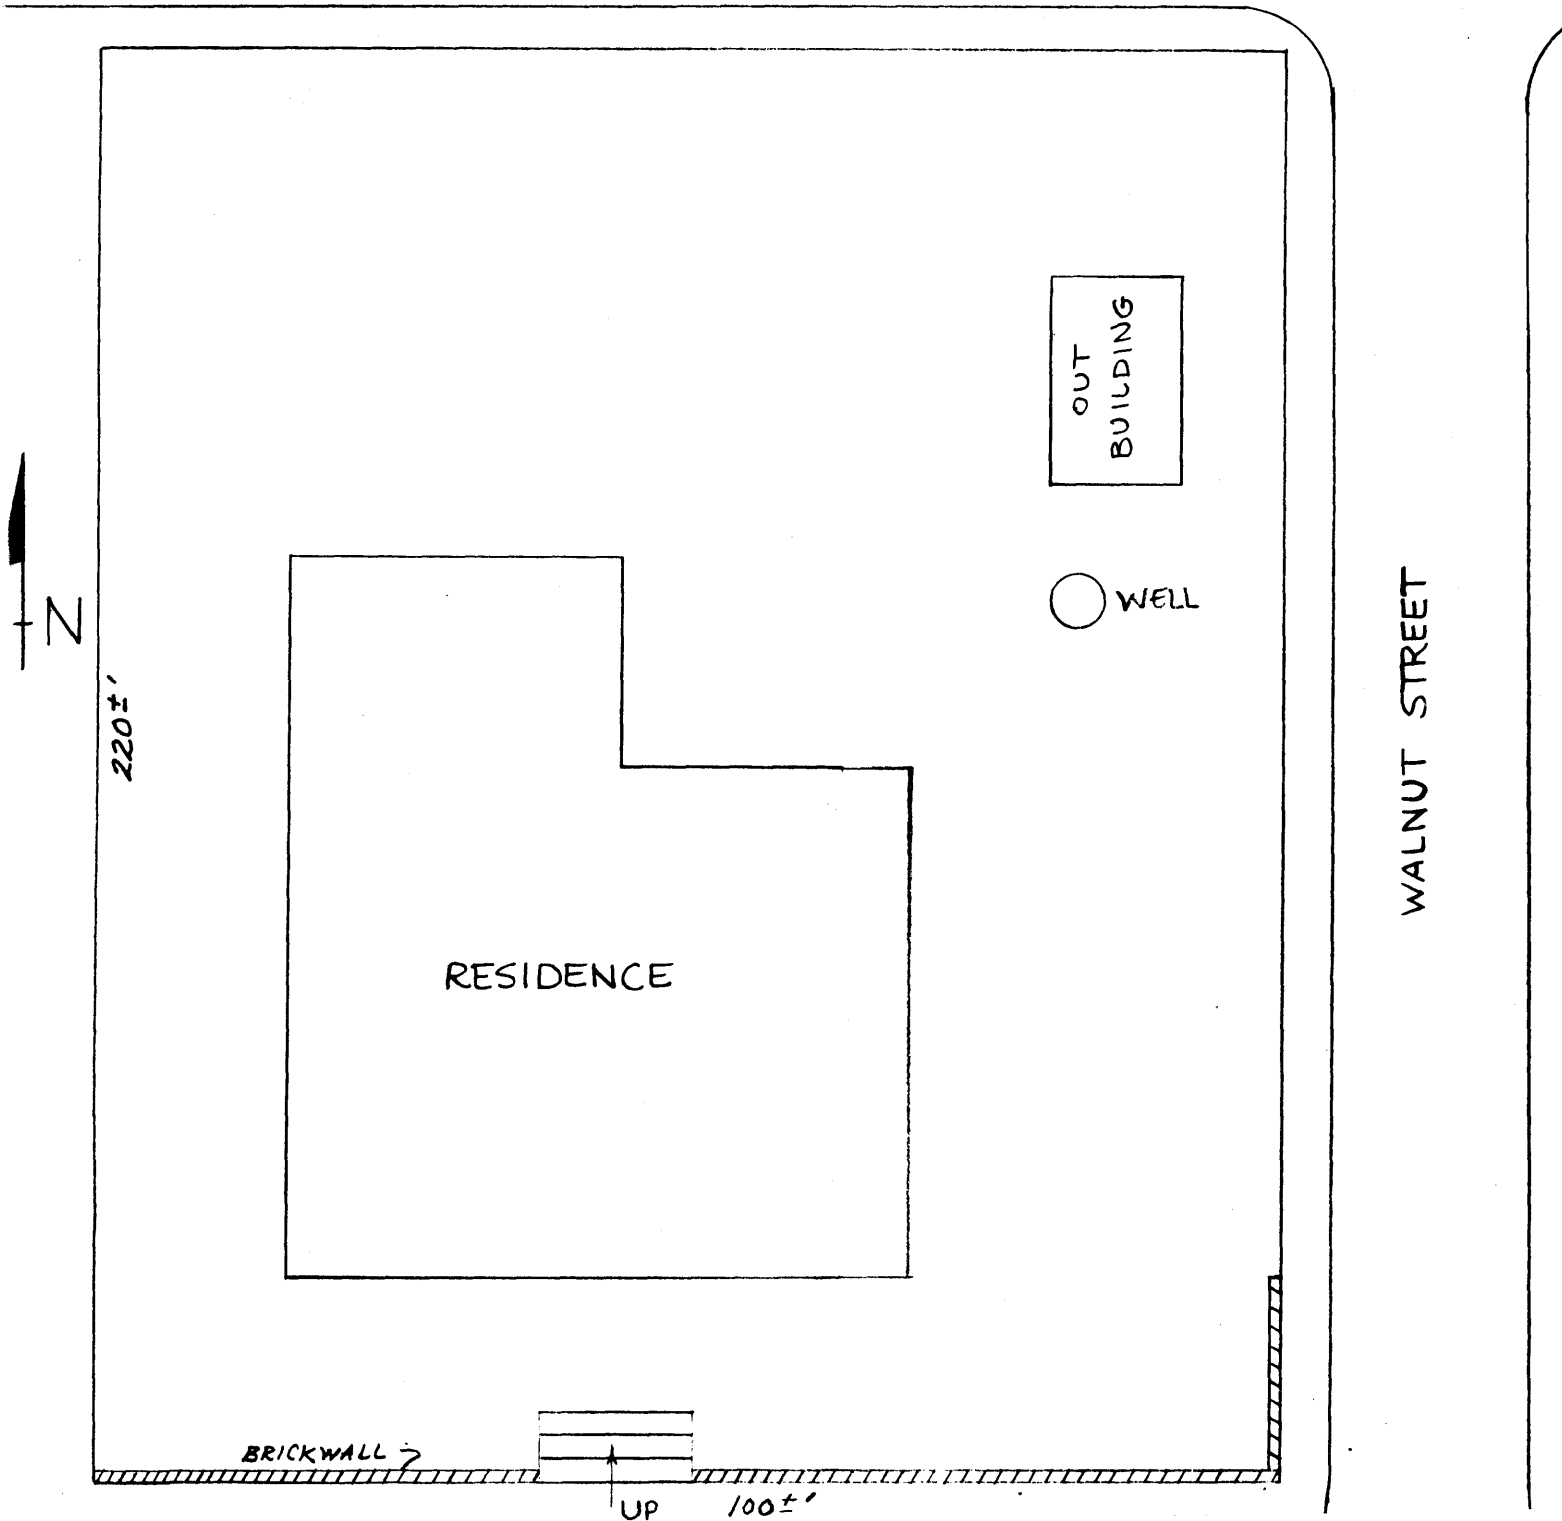 OUT
BUILDING
WELL
N
220±'
WALNUT STREET
RESIDENCE
BRICKWALL
UP
100±'